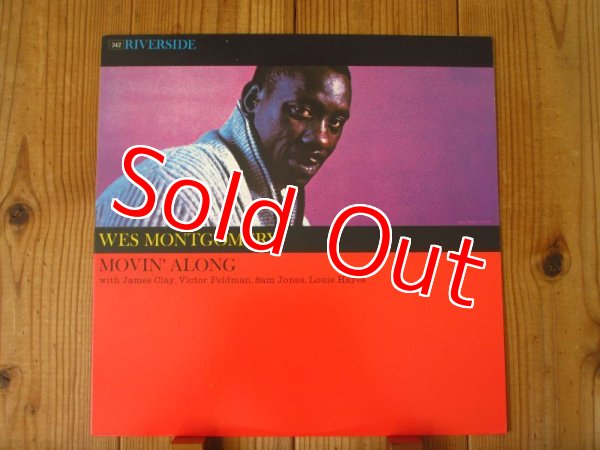 342 RIVERSIDE
WES MONTGOMERY
MOVIN' ALONG
with James Clay, Victor Feldman, Sam Jones, Louis Hayes
Sold Out